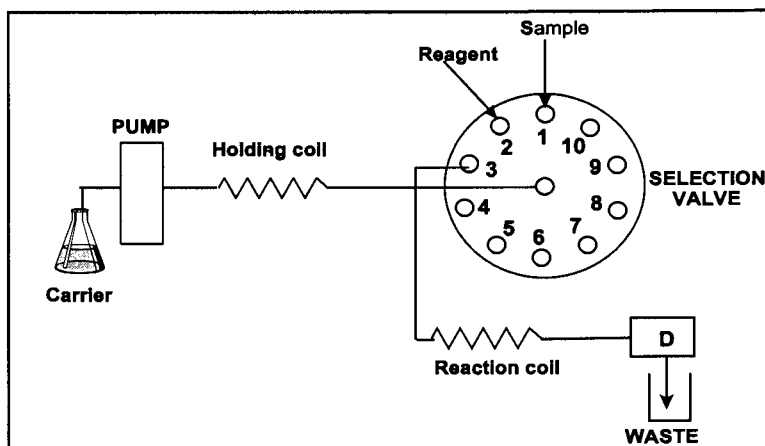 Sample
Reagent
PUMP
Holding coil
Carrier
1
2
3
4
5
6
7
8
9
10
SELECTION
VALVE
Reaction coil
D
WASTE